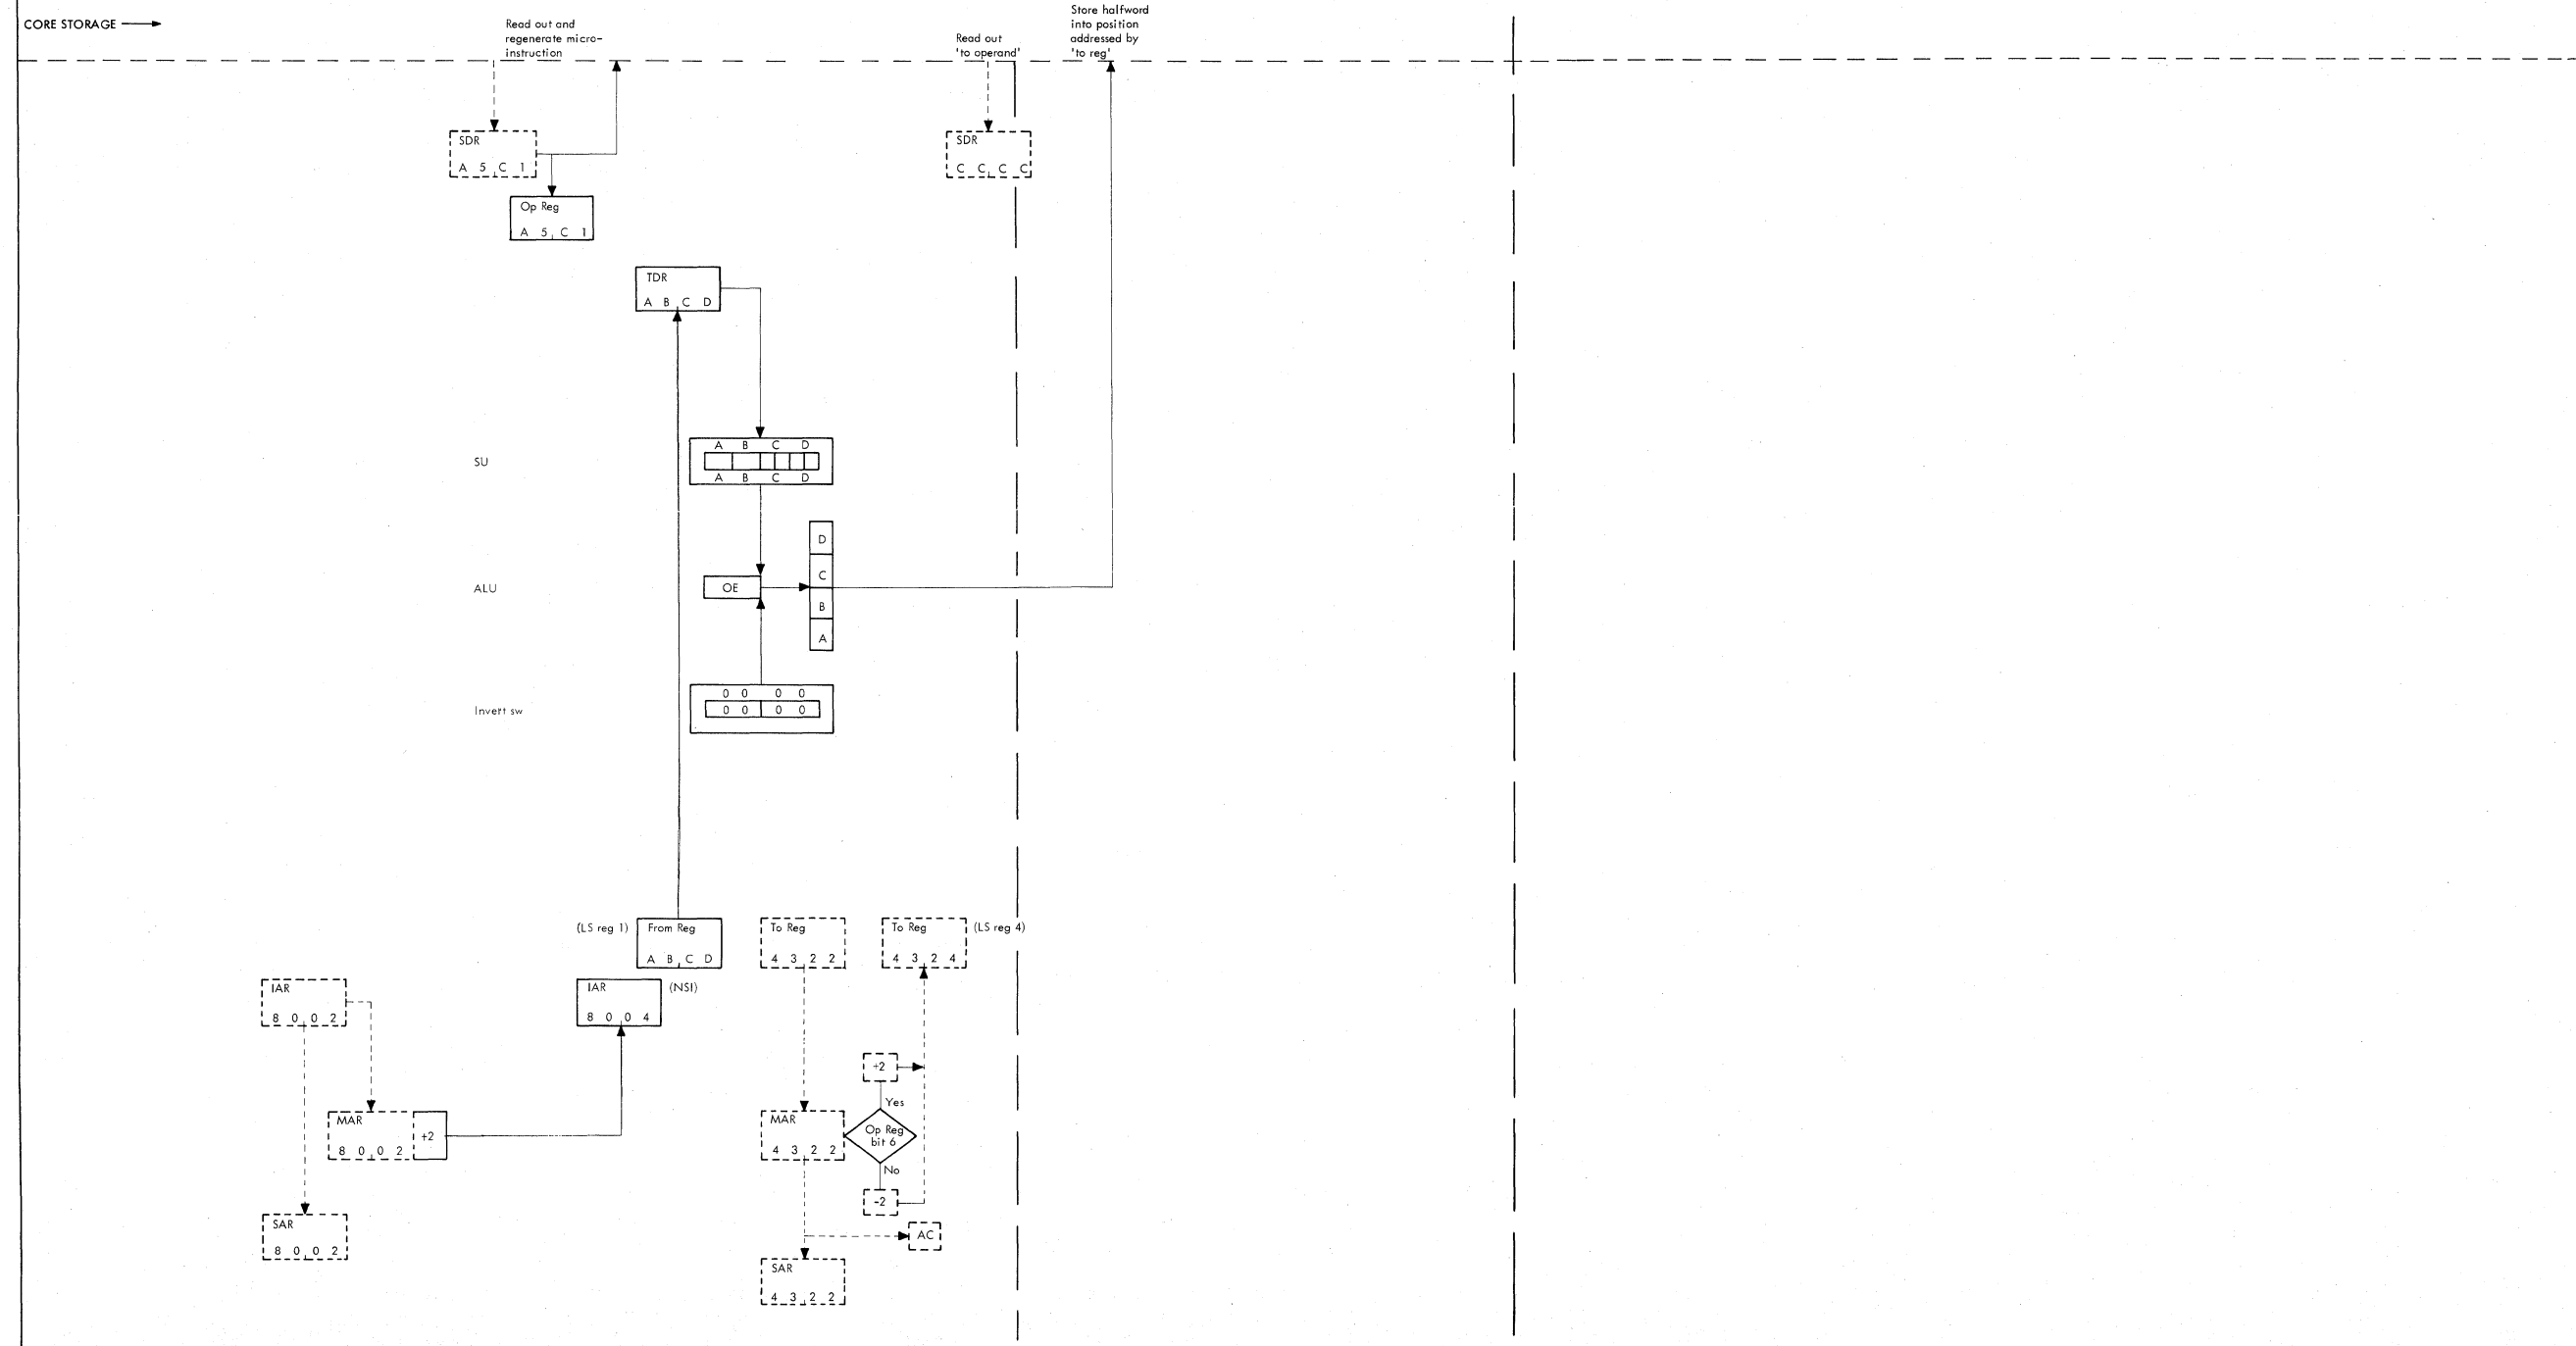 CORE STORAGE
Read out and
regenerate micro-
instruction
Read out
'to operand'
Store halfword
into position
addressed by
'to reg'
SDR
A 5 C 1
SDR
C C C C
Op Reg
A 5 C 1
TDR
A B C D
SU
A B C D
A B C D
ALU
OE
D
C
B
A
Invert sw
0 0 0 0
0 0 0 0
(LS reg 1)
From Reg
A B C D
To Reg
4 3 2 2
To Reg
4 3 2 4
(LS reg 4)
IAR
8 0 0 2
IAR
8 0 0 4
(NSI)
+2
Yes
MAR
8 0 0 2
+2
MAR
4 3 2 2
Op Reg
bit 6
No
-2
SAR
8 0 0 2
AC
SAR
4 3 2 2